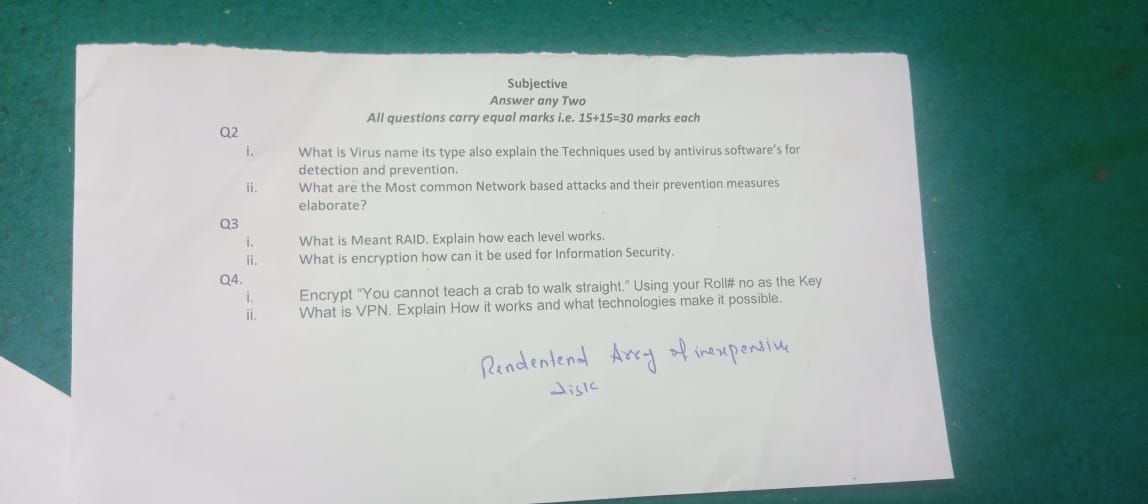 Subjective
Answer any Two
All questions carry equal marks i.e. 15+15=30 marks each
Q2
i. What is Virus name its type also explain the Techniques used by antivirus software's for
detection and prevention.
ii. What are the Most common Network based attacks and their prevention measures
elaborate?
Q3
i. What is Meant RAID. Explain how each level works.
ii. What is encryption how can it be used for Information Security.
Q4.
i. Encrypt "You cannot teach a crab to walk straight." Using your Roll# no as the Key
ii. What is VPN. Explain How it works and what technologies make it possible.
of inexpensive
disk